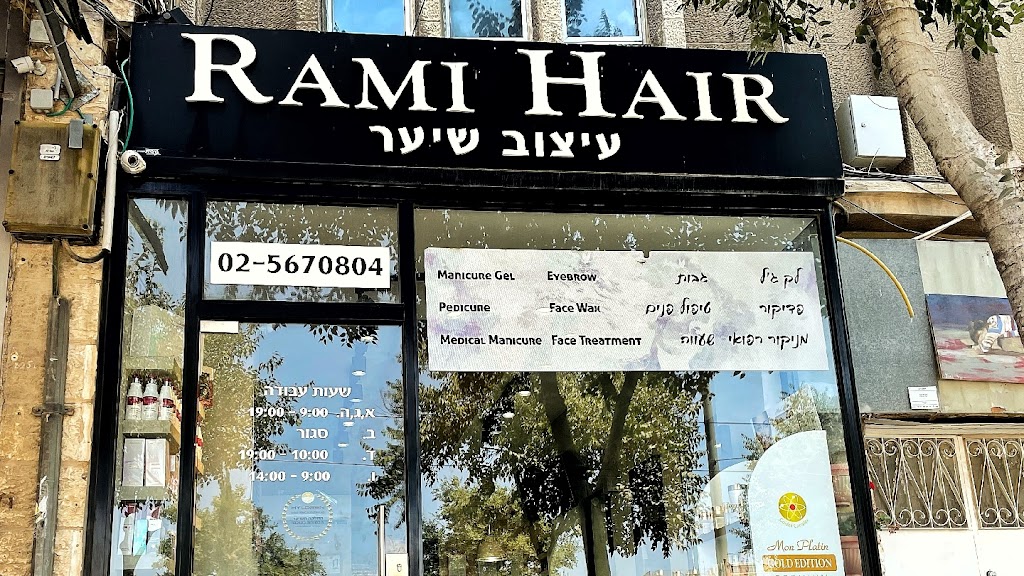 RAMI HAIR
עיצוב שיער
02-5670804
Manicure Gel Eyebrow גבות לק ג'ל
Pedicure Face Wax טיפול פנים פדיקור
Medical Manicure Face Treatment שעווה מניקור רפואי
שעות עבודה
א,ג,ה. 9:00 - 19:00
ב. סגור
ד. 10:00 - 19:00
ו. 9:00 - 14:00
Mon Platin
GOLD EDITION